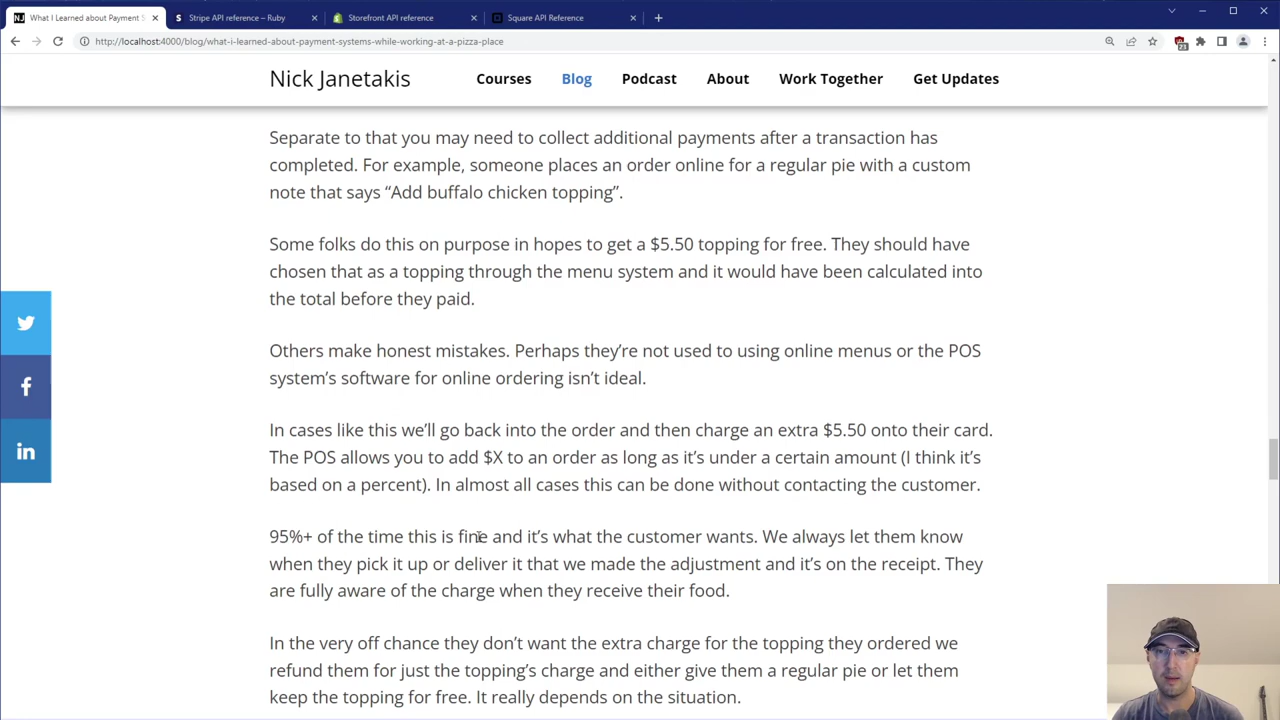 What I Learned about Payment S
Stripe API reference – Ruby
Storefront API reference
Square API Reference
http://localhost:4000/blog/what-i-learned-about-payment-systems-while-working-at-a-pizza-place
23
Nick Janetakis
Courses
Blog
Podcast
About
Work Together
Get Updates
Separate to that you may need to collect additional payments after a transaction has
completed. For example, someone places an order online for a regular pie with a custom
note that says “Add buffalo chicken topping”.
Some folks do this on purpose in hopes to get a $5.50 topping for free. They should have
chosen that as a topping through the menu system and it would have been calculated into
the total before they paid.
Others make honest mistakes. Perhaps they’re not used to using online menus or the POS
system’s software for online ordering isn’t ideal.
In cases like this we’ll go back into the order and then charge an extra $5.50 onto their card.
The POS allows you to add $X to an order as long as it’s under a certain amount (I think it’s
based on a percent). In almost all cases this can be done without contacting the customer.
95%+ of the time this is fine and it’s what the customer wants. We always let them know
when they pick it up or deliver it that we made the adjustment and it’s on the receipt. They
are fully aware of the charge when they receive their food.
In the very off chance they don’t want the extra charge for the topping they ordered we
refund them for just the topping’s charge and either give them a regular pie or let them
keep the topping for free. It really depends on the situation.